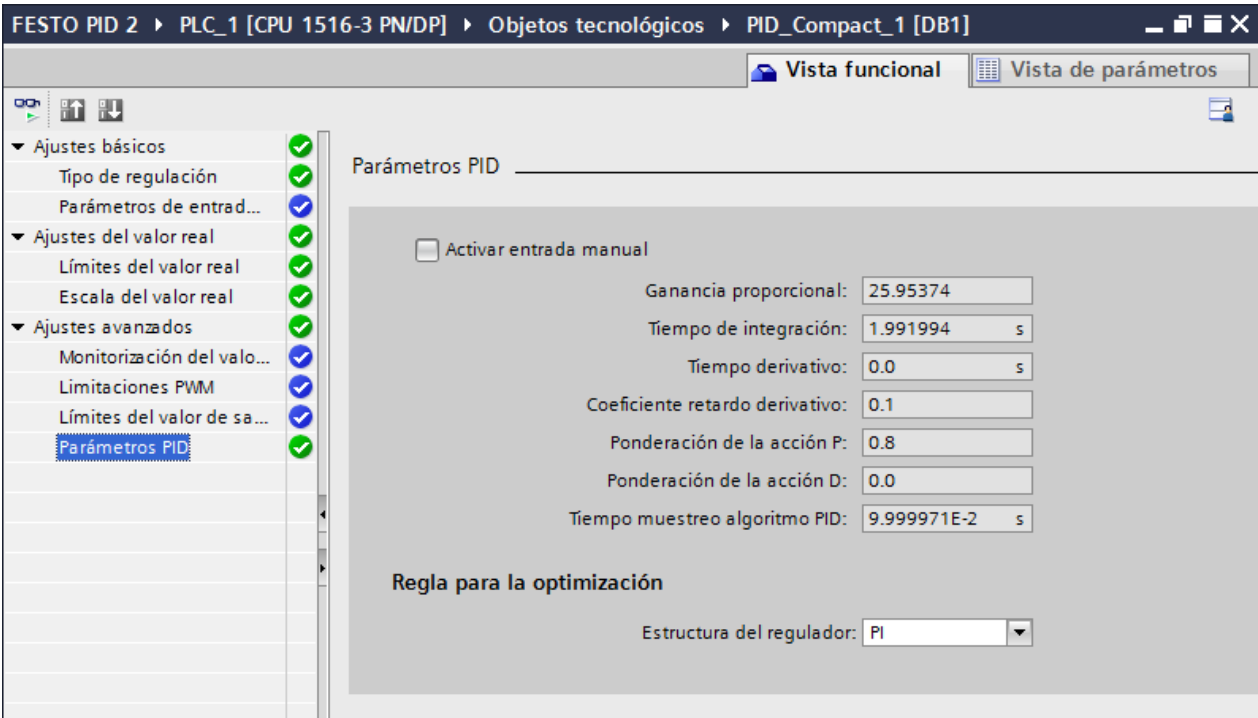 FESTO PID 2 ▸ PLC_1 [CPU 1516-3 PN/DP] ▸ Objetos tecnológicos ▸ PID_Compact_1 [DB1]
Vista funcional
Vista de parámetros
Ajustes básicos
Tipo de regulación
Parámetros de entrad...
Ajustes del valor real
Límites del valor real
Escala del valor real
Ajustes avanzados
Monitorización del valo...
Limitaciones PWM
Límites del valor de sa...
Parámetros PID
Parámetros PID
Activar entrada manual
Ganancia proporcional: 25.95374
Tiempo de integración: 1.991994 s
Tiempo derivativo: 0.0 s
Coeficiente retardo derivativo: 0.1
Ponderación de la acción P: 0.8
Ponderación de la acción D: 0.0
Tiempo muestreo algoritmo PID: 9.999971E-2 s
Regla para la optimización
Estructura del regulador: PI